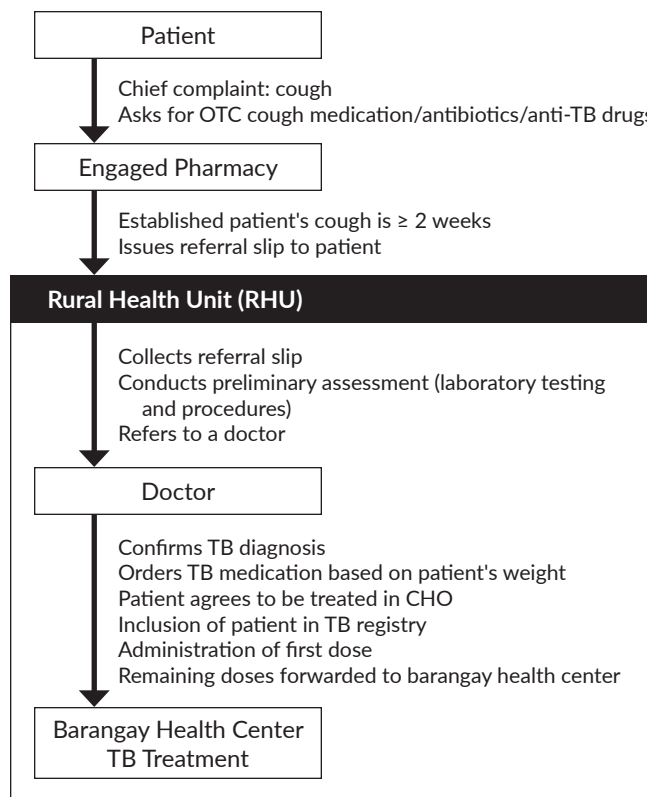 Patient
Chief complaint: cough
Asks for OTC cough medication/antibiotics/anti-TB drugs
Engaged Pharmacy
Established patient's cough is ≥ 2 weeks
Issues referral slip to patient
Rural Health Unit (RHU)
Collects referral slip
Conducts preliminary assessment (laboratory testing
and procedures)
Refers to a doctor
Doctor
Confirms TB diagnosis
Orders TB medication based on patient's weight
Patient agrees to be treated in CHO
Inclusion of patient in TB registry
Administration of first dose
Remaining doses forwarded to barangay health center
Barangay Health Center
TB Treatment